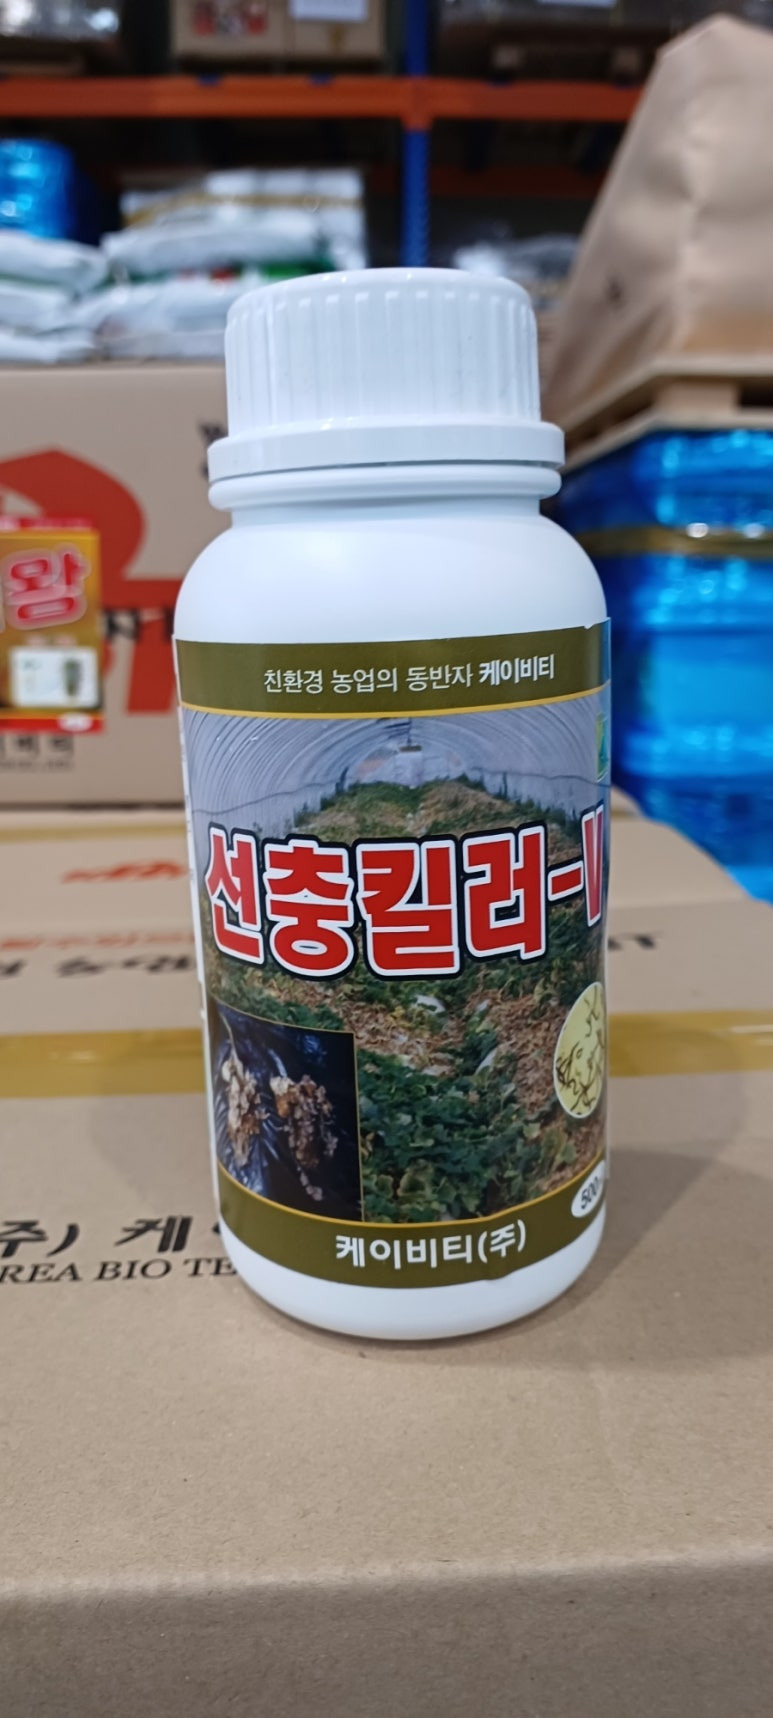 친환경 농업의 동반자 케이비티
선충킬러-V
500
케이비티(주)
왕
주) 케이
REA BIO TE